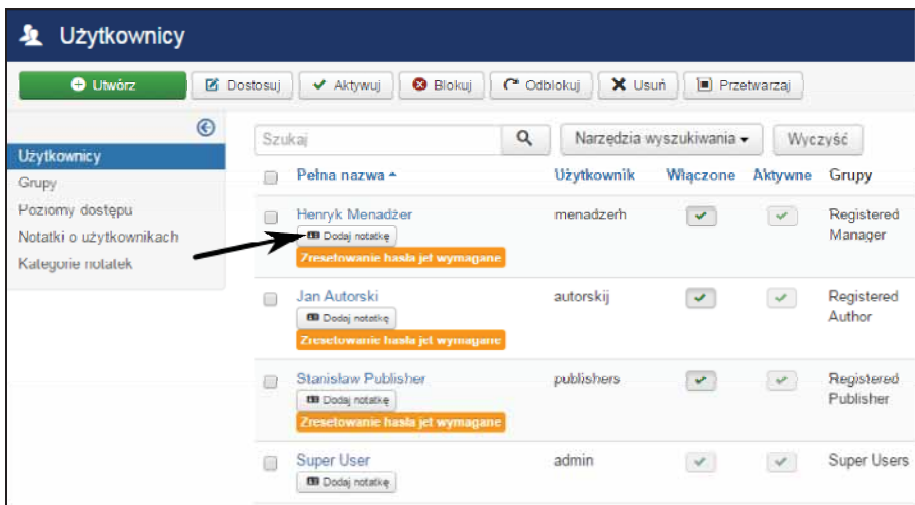 Użytkownicy
Utwórz Dostosuj Aktywuj Blokuj Odblokuj Usuń Przetwarzaj
Szukaj Narzędzia wyszukiwania Wyczyść
Użytkownicy
Grupy
Poziomy dostępu
Notatki o użytkownikach
Kategorie notatek
Pełna nazwa Użytkownik Włączone Aktywne Grupy
Henryk Menadżer menadzerh Registered
Manager
Dodaj notatkę
Zresetowanie hasła jet wymagane
Jan Autorski autorskij Registered
Author
Dodaj notatkę
Zresetowanie hasła jet wymagane
Stanisław Publisher publishers Registered
Publisher
Dodaj notatkę
Zresetowanie hasła jet wymagane
Super User admin Super Users
Dodaj notatkę